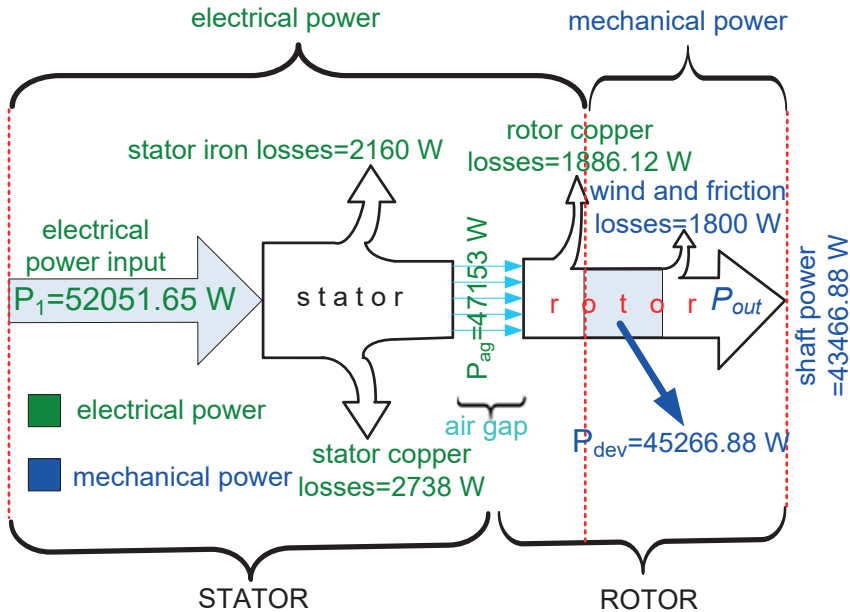 electrical power
mechanical power
stator iron losses=2160 W
rotor copper
losses=1886.12 W
wind and friction
losses=1800 W
electrical
power input
P1=52051.65 W
stator
Pag=47153 W
rotor
Pout
shaft power
=43466.88 W
electrical power
mechanical power
air gap
stator copper
losses=2738 W
Pdev=45266.88 W
STATOR
ROTOR